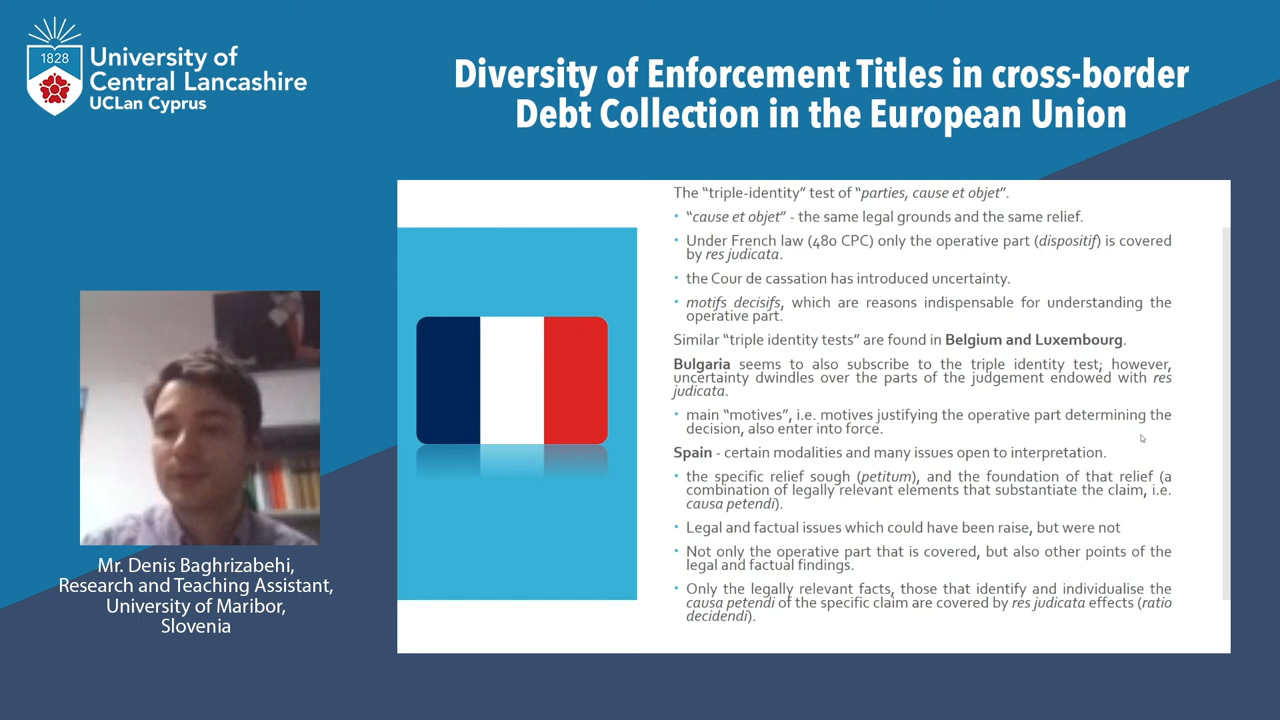 1828
University of
Central Lancashire
UCLan Cyprus
Diversity of Enforcement Titles in cross-border
Debt Collection in the European Union
The “triple-identity” test of “parties, cause et objet”.
• “cause et objet” - the same legal grounds and the same relief.
• Under French law (480 CPC) only the operative part (dispositif) is covered
by res judicata.
• the Cour de cassation has introduced uncertainty.
• motifs decisifs, which are reasons indispensable for understanding the
operative part.
Similar “triple identity tests” are found in Belgium and Luxembourg.
Bulgaria seems to also subscribe to the triple identity test; however,
uncertainty dwindles over the parts of the judgement endowed with res
judicata.
• main “motives”, i.e. motives justifying the operative part determining the
decision, also enter into force.
Spain - certain modalities and many issues open to interpretation.
• the specific relief sough (petitum), and the foundation of that relief (a
combination of legally relevant elements that substantiate the claim, i.e.
causa petendi).
• Legal and factual issues which could have been raise, but were not
• Not only the operative part that is covered, but also other points of the
legal and factual findings.
• Only the legally relevant facts, those that identify and individualise the
causa petendi of the specific claim are covered by res judicata effects (ratio
decidendi).
Mr. Denis Baghrizabehi,
Research and Teaching Assistant,
University of Maribor,
Slovenia